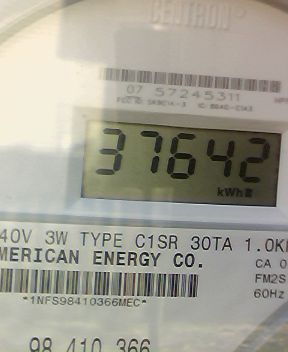 CENTRON®
07 57245311
37642
kWh
40V 3W TYPE C1SR 30TA 1.0K
MERICAN ENERGY CO.
CA 0
FM2S
60Hz
*1NFS98410366MEC*
98 410 366